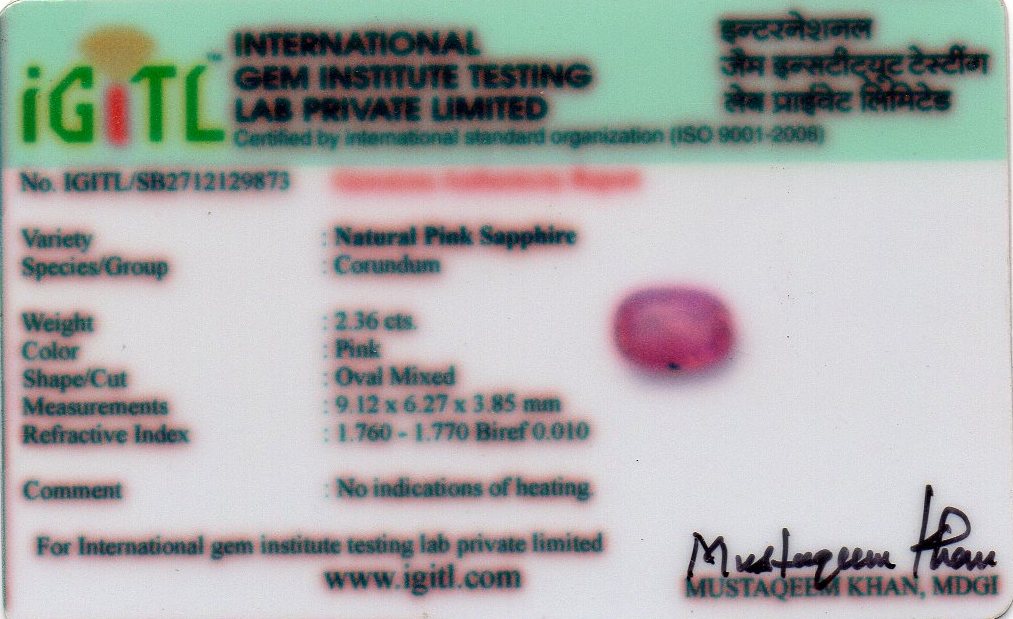 iGiTL™
INTERNATIONAL
GEM INSTITUTE TESTING
LAB PRIVATE LIMITED
Certified by international standard organization (ISO 9001-2008)
इन्टरनेशनल
जैम इन्सटीट्यूट टेस्टींग
लेब प्राईवेट लिमिटेड
No. IGITL/SB2712129873
Variety : Natural Pink Sapphire
Species/Group : Corundum
Weight : 2.36 cts.
Color : Pink
Shape/Cut : Oval Mixed
Measurements : 9.12 x 6.27 x 3.85 mm
Refractive Index : 1.760 - 1.770 Biref 0.010
Comment : No indications of heating
For International gem institute testing lab private limited
www.igitl.com
Mustaqeem Khan
MUSTAQEEM KHAN, MDGI